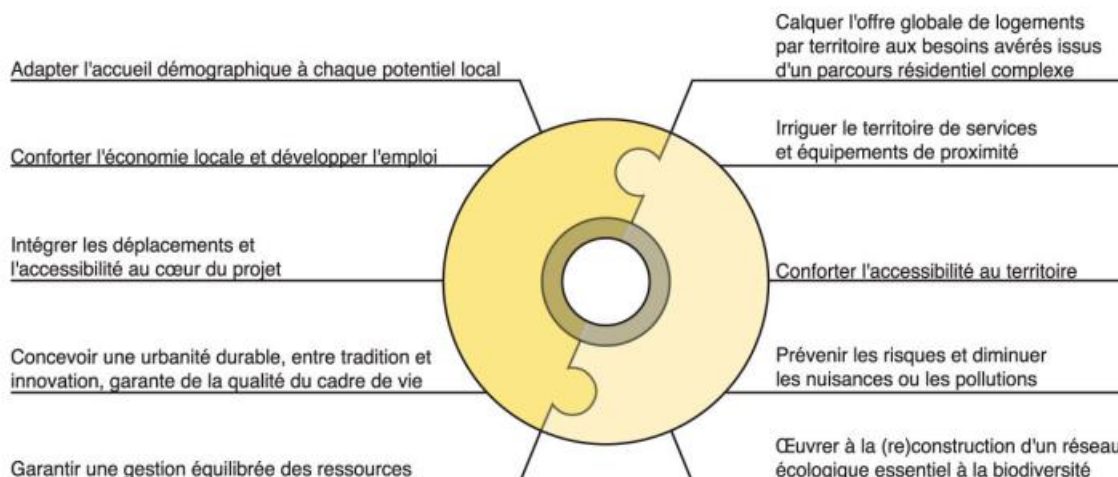 Adapter l'accueil démographique à chaque potentiel local
Conforter l'économie locale et développer l'emploi
Intégrer les déplacements et
l'accessibilité au cœur du projet
Concevoir une urbanité durable, entre tradition et
innovation, garante de la qualité du cadre de vie
Garantir une gestion équilibrée des ressources
Calquer l'offre globale de logements
par territoire aux besoins avérés issus
d'un parcours résidentiel complexe
Irriguer le territoire de services
et équipements de proximité
Conforter l'accessibilité au territoire
Prévenir les risques et diminuer
les nuisances ou les pollutions
Œuvrer à la (re)construction d'un réseau
écologique essentiel à la biodiversité